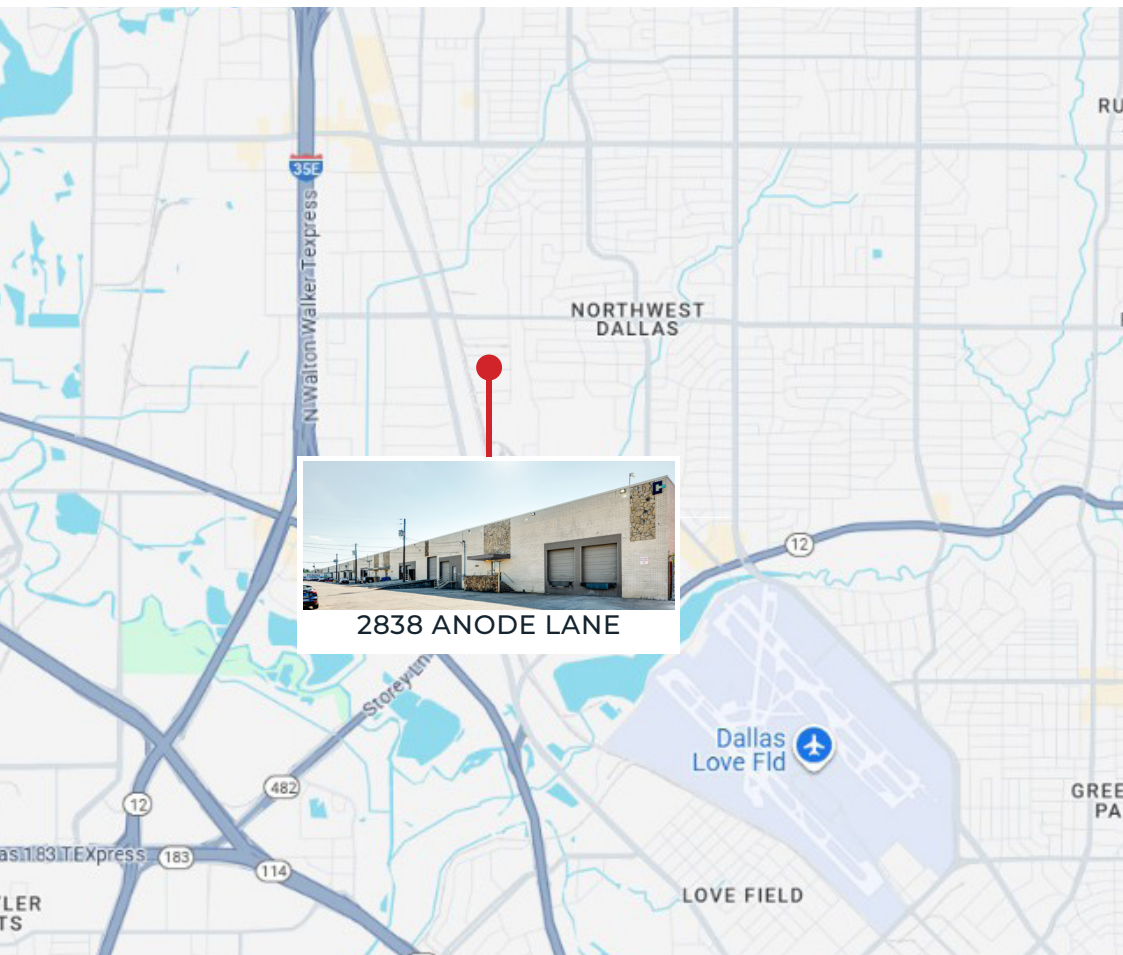 RU
35E
N Walton Walker Texpress
NORTHWEST
DALLAS
C
2838 ANODE LANE
12
Storey Ln
Dallas
Love Fld
482
12
GREE
PA
as 183 TEXpress
183
114
LER
TS
LOVE FIELD